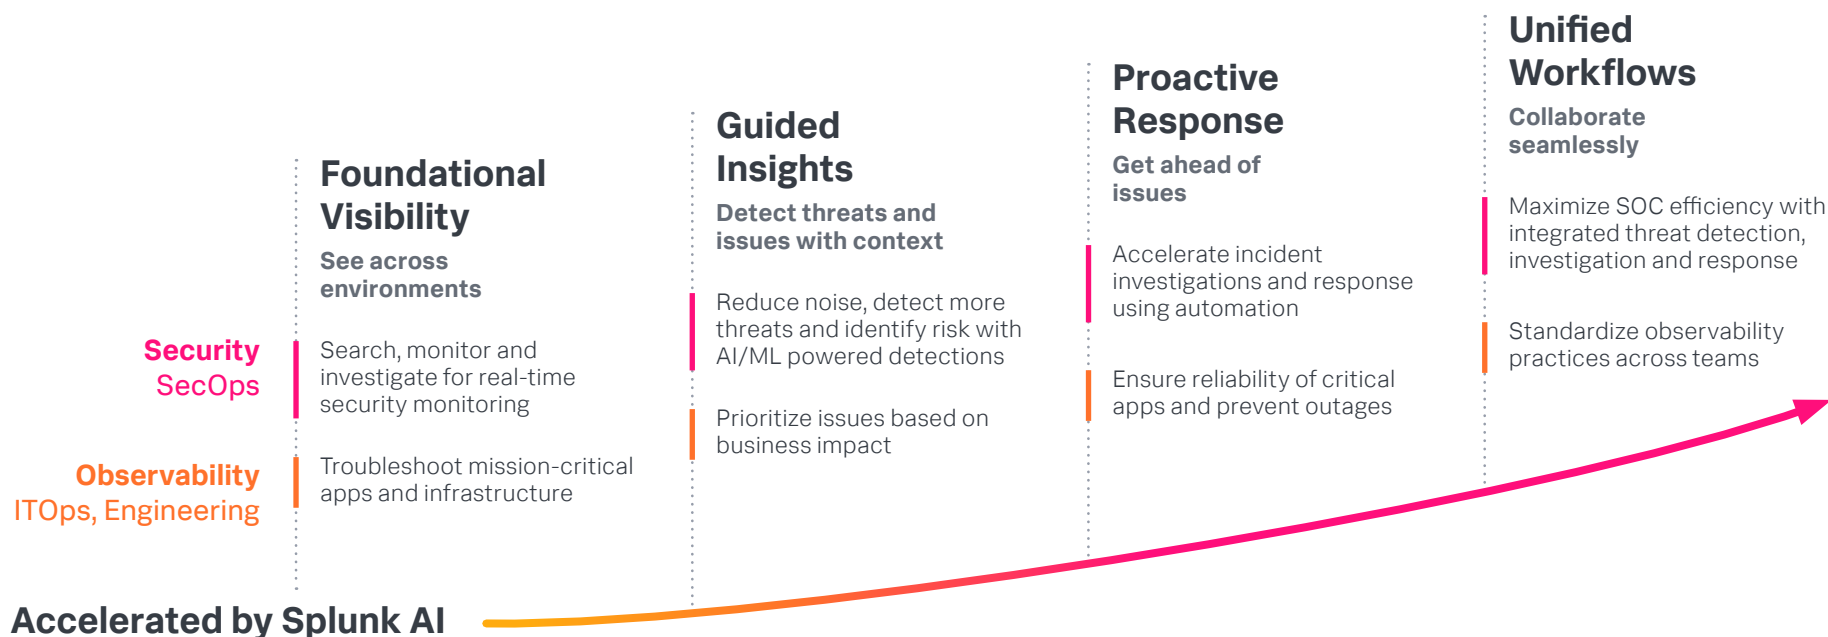 Security
SecOps
Observability
ITOps, Engineering
Foundational
Visibility
See across
environments
Search, monitor and
investigate for real-time
security monitoring
Troubleshoot mission-critical
apps and infrastructure
Guided
Insights
Detect threats and
issues with context
Reduce noise, detect more
threats and identify risk with
AI/ML powered detections
Prioritize issues based on
business impact
Proactive
Response
Get ahead of
issues
Accelerate incident
investigations and response
using automation
Ensure reliability of critical
apps and prevent outages
Unified
Workflows
Collaborate
seamlessly
Maximize SOC efficiency with
integrated threat detection,
investigation and response
Standardize observability
practices across teams
Accelerated by Splunk AI